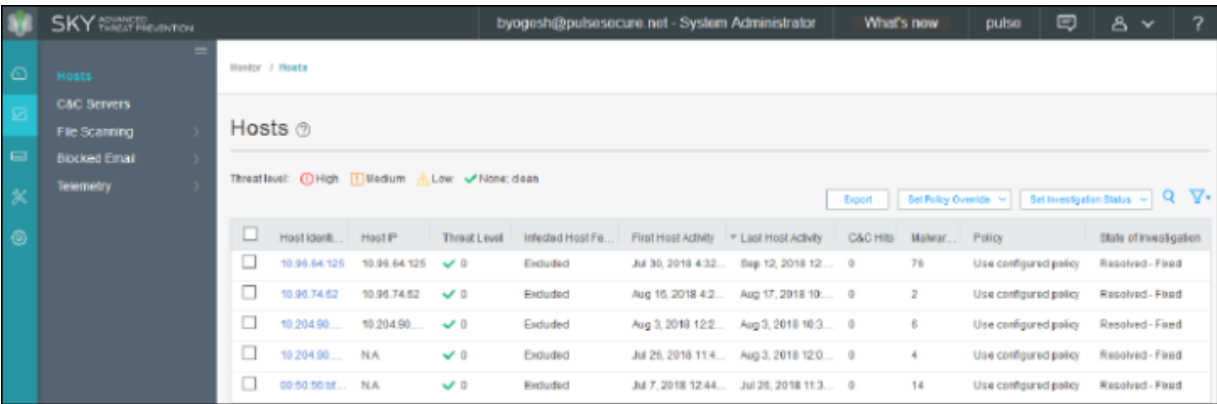 SKY ADVANCED THREAT PREVENTION
byogesh@pulsesecure.net - System Administrator What's new pulse ?
Hosts
C&C Servers
File Scanning
Blocked Email
Telemetry
Monitor / Hosts
Hosts ?
Threat level: High Medium Low None; clean
Export Set Policy Override Set Investigation Status
Host Identi... Host IP Threat Level Infected Host Fe... First Host Activity Last Host Activity C&C Hits Malwar... Policy State of Investigation
10.96.64.125 10.96.64.125 0 Excluded Jul 30, 2018 4:32... Sep 12, 2018 12:... 0 76 Use configured policy Resolved - Fixed
10.96.74.62 10.96.74.62 0 Excluded Aug 16, 2018 4:2... Aug 17, 2018 10:... 0 2 Use configured policy Resolved - Fixed
10.204.90.... 10.204.90.... 0 Excluded Aug 3, 2018 12:2... Aug 3, 2018 16:3... 0 6 Use configured policy Resolved - Fixed
10.204.90.... N.A. 0 Excluded Jul 26, 2018 11:4... Aug 3, 2018 12:0... 0 4 Use configured policy Resolved - Fixed
00:50:56:bf... N.A. 0 Excluded Jul 7, 2018 12:44... Jul 26, 2018 11:3... 0 14 Use configured policy Resolved - Fixed